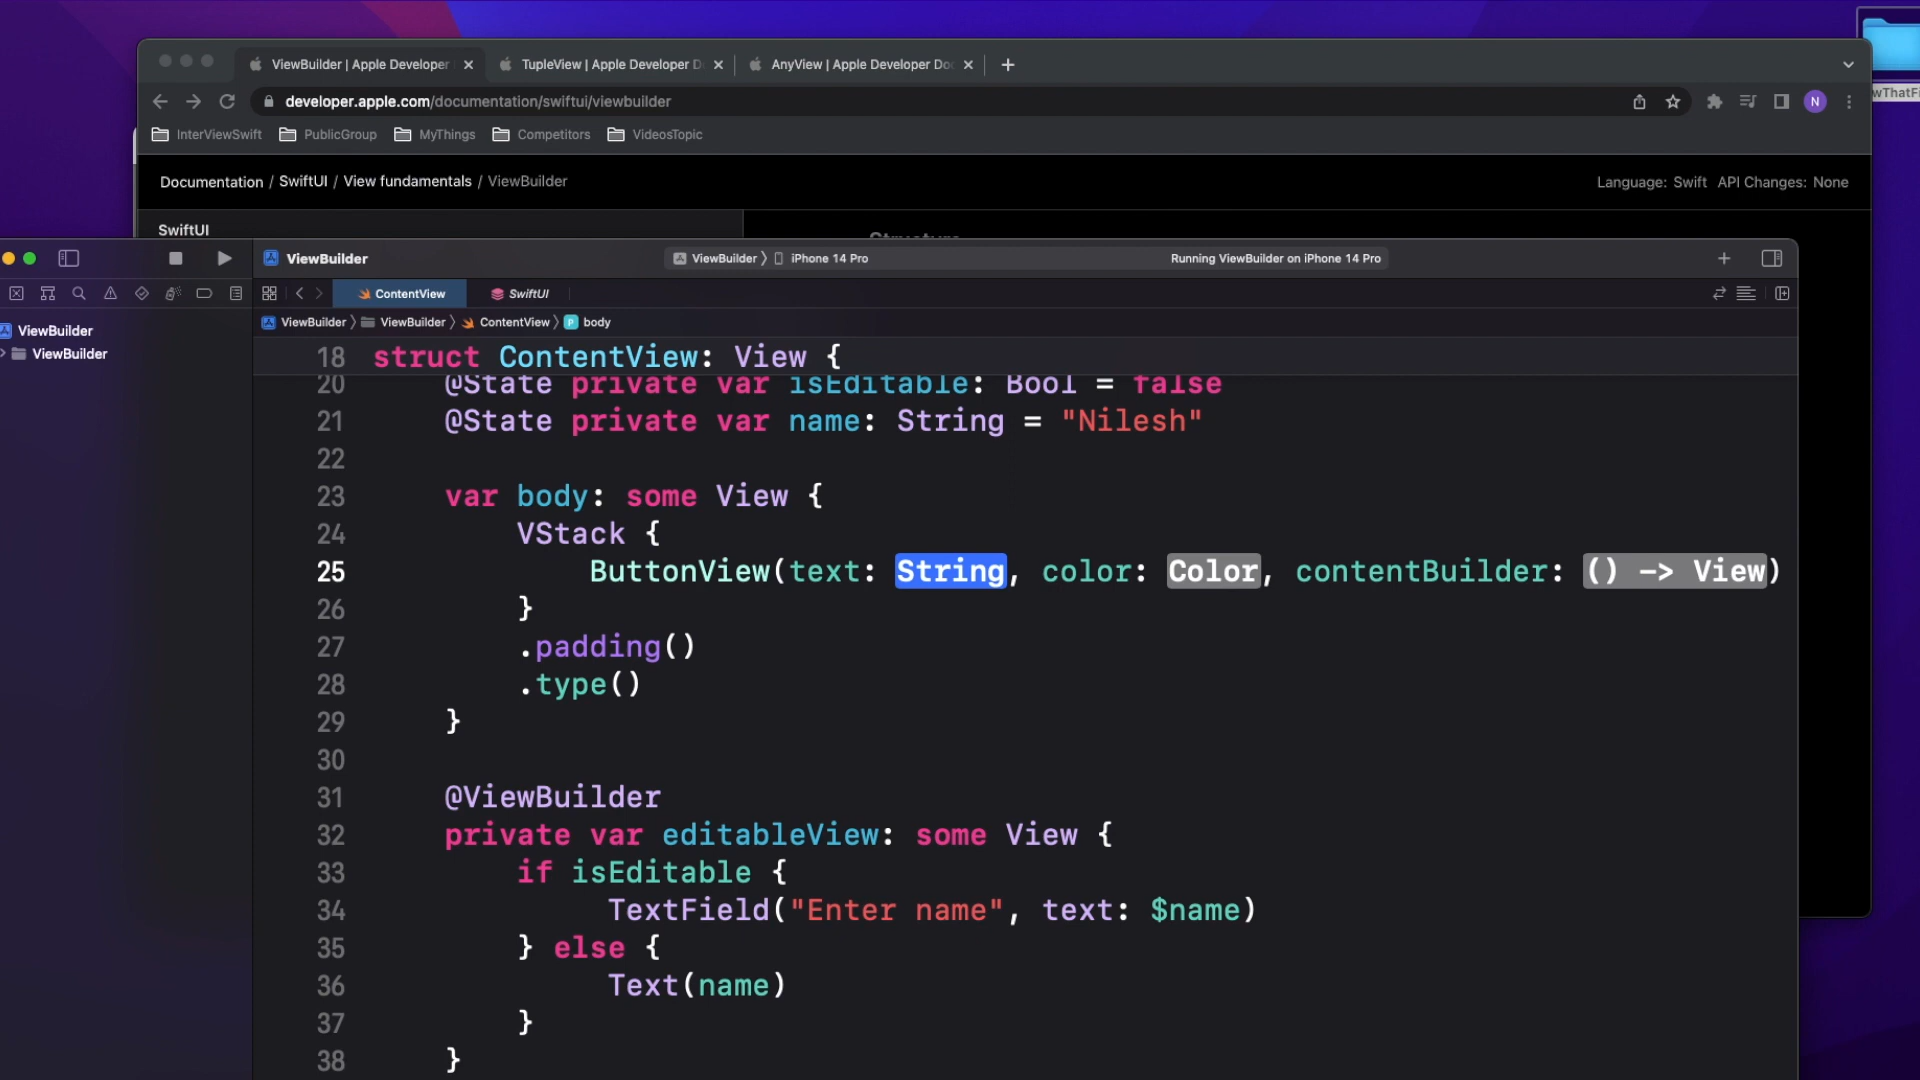 ViewBuilder | Apple Developer
TupleView | Apple Developer D
AnyView | Apple Developer Do
developer.apple.com/documentation/swiftui/viewbuilder
N
wThatFi
InterViewSwift
PublicGroup
MyThings
Competitors
VideosTopic
Documentation / SwiftUI / View fundamentals / ViewBuilder
Language: Swift API Changes: None
SwiftUI
Structure
ViewBuilder
ViewBuilder 〉 iPhone 14 Pro
Running ViewBuilder on iPhone 14 Pro
ContentView
SwiftUI
ViewBuilder 〉 ViewBuilder 〉 ContentView 〉 P body
ViewBuilder
ViewBuilder
18 struct ContentView: View {
20 @State private var isEditable: Bool = false
21 @State private var name: String = "Nilesh"
22
23 var body: some View {
24 VStack {
25 ButtonView(text: String, color: Color, contentBuilder: () -> View)
26 }
27 .padding()
28 .type()
29 }
30
31 @ViewBuilder
32 private var editableView: some View {
33 if isEditable {
34 TextField("Enter name", text: $name)
35 } else {
36 Text(name)
37 }
38 }